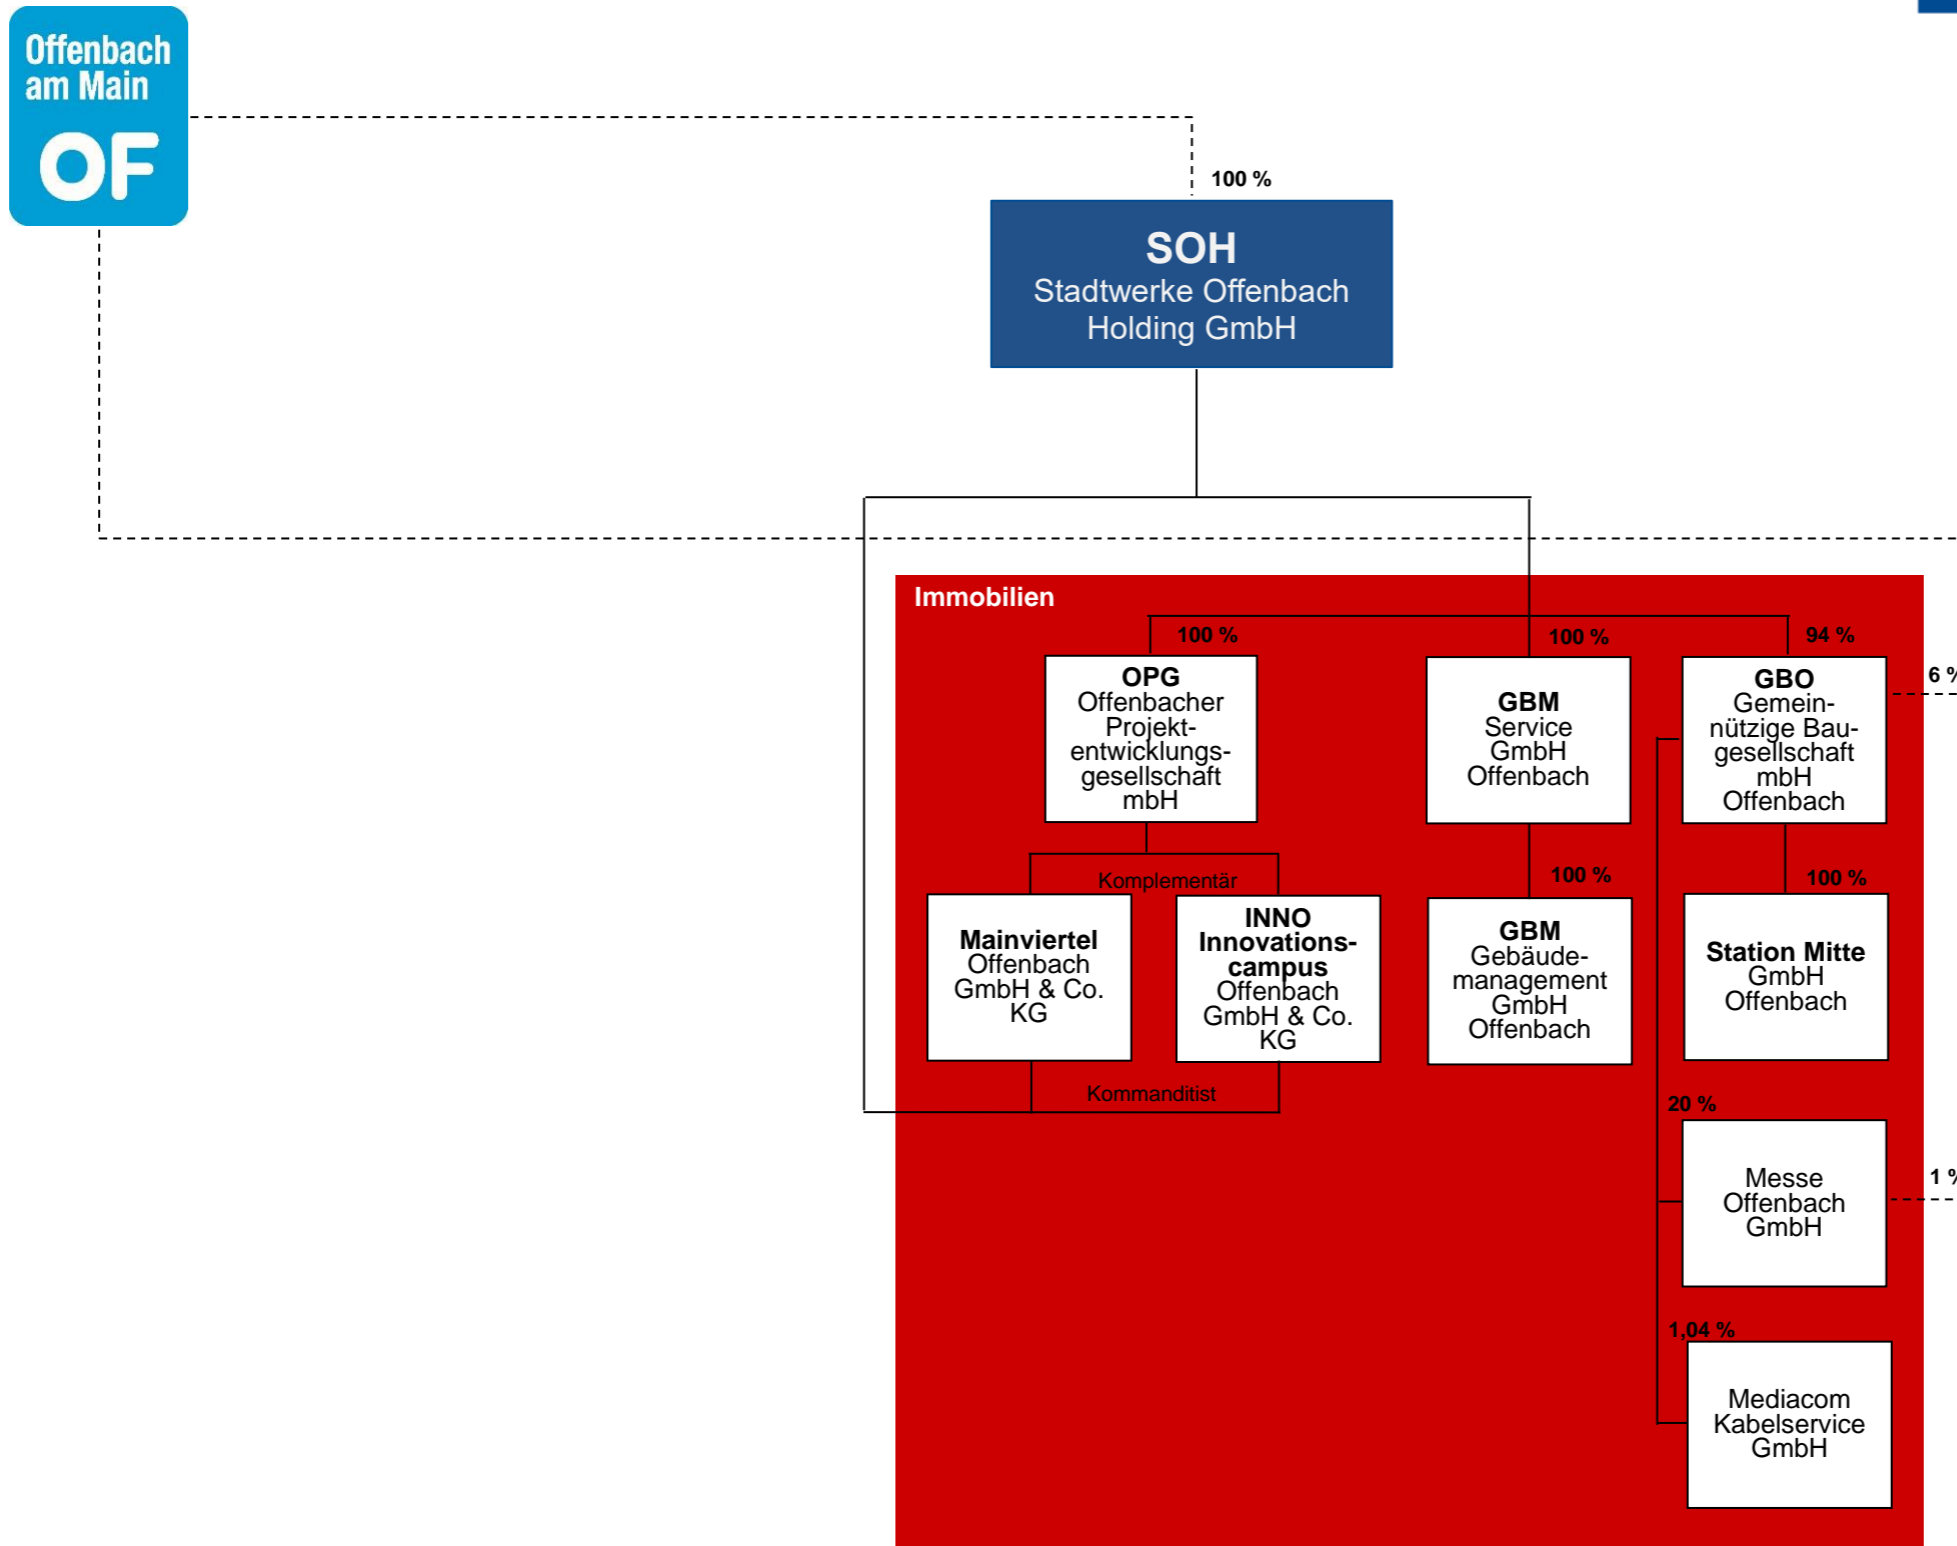 Offenbach
am Main
OF
100 %
SOH
Stadtwerke Offenbach
Holding GmbH
Immobilien
100 %
100 %
94 %
6 %
OPG
Offenbacher
Projekt-
entwicklungs-
gesellschaft
mbH
GBM
Service
GmbH
Offenbach
GBO
Gemein-
nützige Bau-
gesellschaft
mbH
Offenbach
Komplementär
100 %
100 %
Mainviertel
Offenbach
GmbH & Co.
KG
INNO
Innovations-
campus
Offenbach
GmbH & Co.
KG
GBM
Gebäude-
management
GmbH
Offenbach
Station Mitte
GmbH
Offenbach
Kommanditist
20 %
Messe
Offenbach
GmbH
1 %
1,04 %
Mediacom
Kabelservice
GmbH